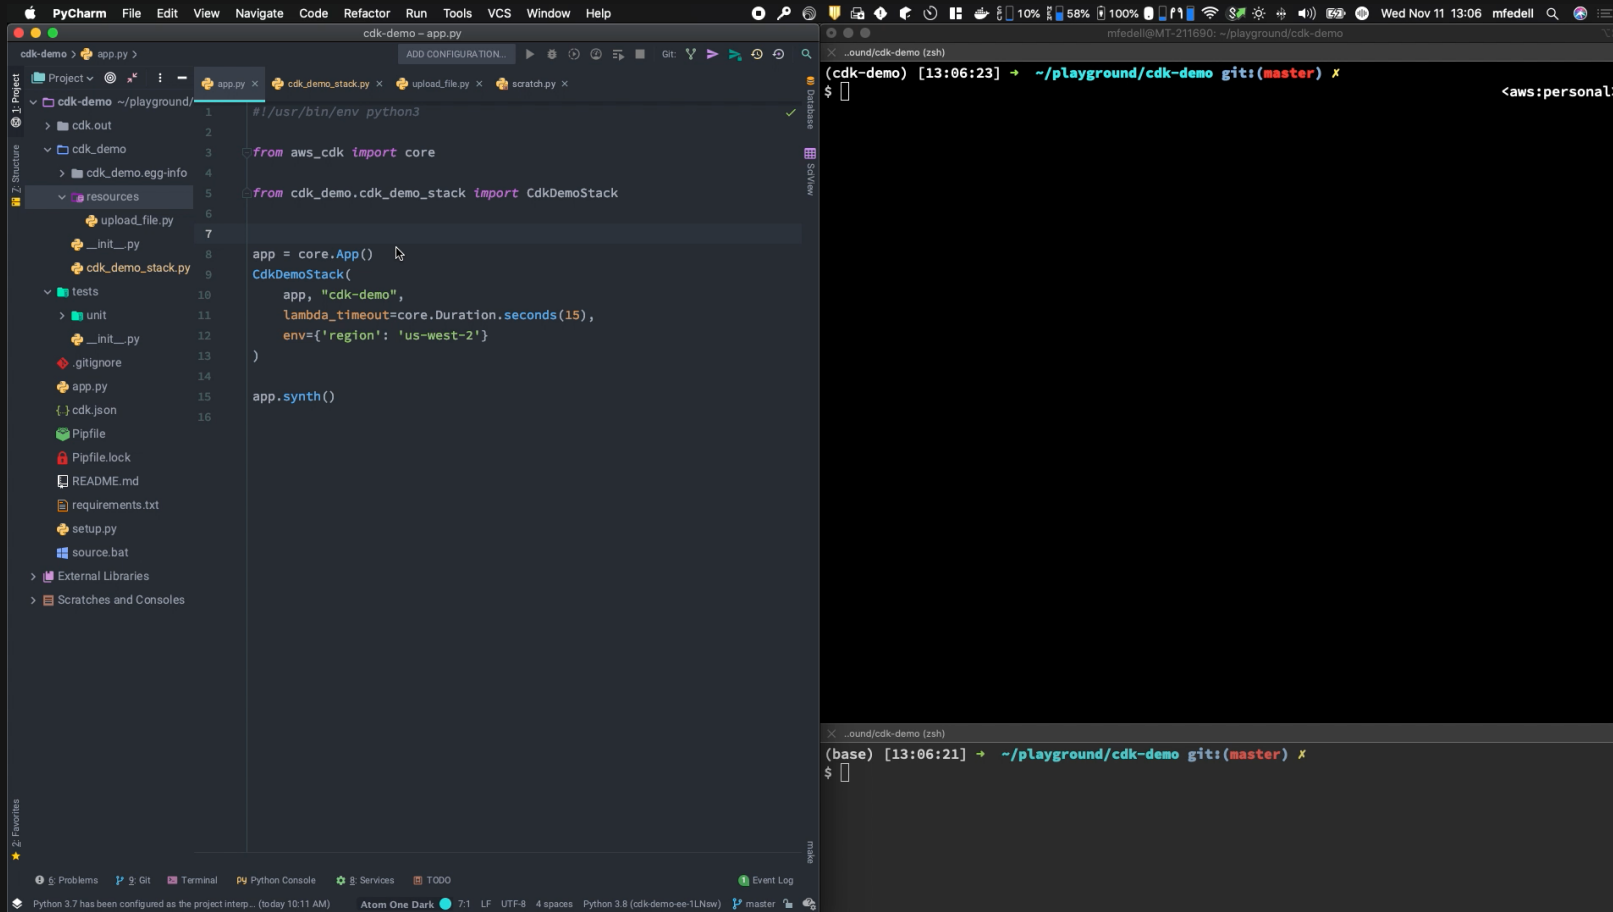 PyCharm File Edit View Navigate Code Refactor Run Tools VCS Window Help 10% 58% 100% Wed Nov 11 13:06 mfedell
cdk-demo – app.py
mfedell@MT-211690: ~/playground/cdk-demo
cdk-demo app.py ADD CONFIGURATION... Git:
..ound/cdk-demo (zsh)
1: Project
Project
app.py cdk_demo_stack.py upload_file.py scratch.py
cdk-demo ~/playground/
cdk.out
cdk_demo
cdk_demo.egg-info
resources
upload_file.py
__init__.py
cdk_demo_stack.py
tests
unit
__init__.py
.gitignore
app.py
cdk.json
Pipfile
Pipfile.lock
README.md
requirements.txt
setup.py
source.bat
External Libraries
Scratches and Consoles
7: Structure
2: Favorites
1 #!/usr/bin/env python3
2
3 from aws_cdk import core
4
5 from cdk_demo.cdk_demo_stack import CdkDemoStack
6
7
8 app = core.App()
9 CdkDemoStack(
10 app, "cdk-demo",
11 lambda_timeout=core.Duration.seconds(15),
12 env={'region': 'us-west-2'}
13 )
14
15 app.synth()
16
Database
SciView
make
(cdk-demo) [13:06:23] ➜ ~/playground/cdk-demo git:(master) ✗
$ <aws:personal>
..ound/cdk-demo (zsh)
(base) [13:06:21] ➜ ~/playground/cdk-demo git:(master) ✗
$
6: Problems 9: Git Terminal Python Console 8: Services TODO 1 Event Log
Python 3.7 has been configured as the project interp... (today 10:11 AM) Atom One Dark 7:1 LF UTF-8 4 spaces Python 3.8 (cdk-demo-ee-1LNsw) master